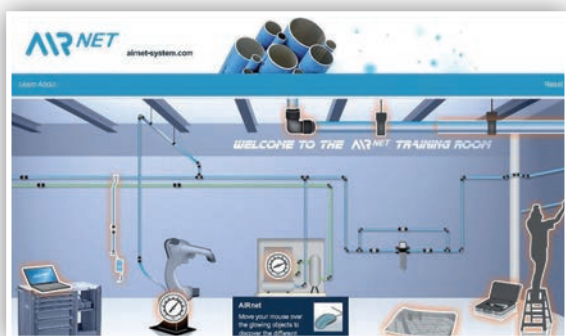 AIRNET airnet-system.com
Learn About Reset
WELCOME TO THE AIRNET TRAINING ROOM
AIRnet
Move your mouse over
the glowing objects to
discover the different